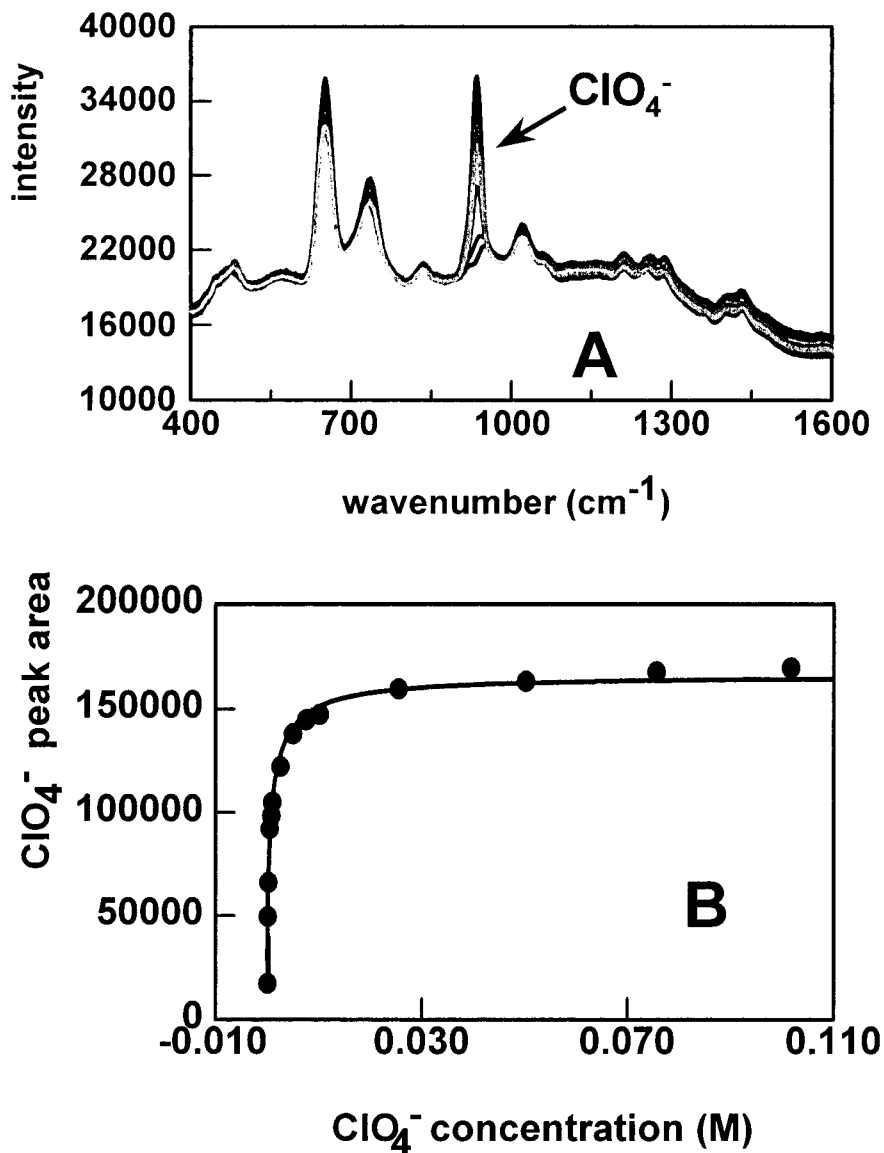 40000
34000
28000
22000
16000
10000
intensity
ClO₄⁻
A
400 700 1000 1300 1600
wavenumber (cm⁻¹)
200000
150000
100000
50000
0
ClO₄⁻ peak area
B
-0.010 0.030 0.070 0.110
ClO₄⁻ concentration (M)